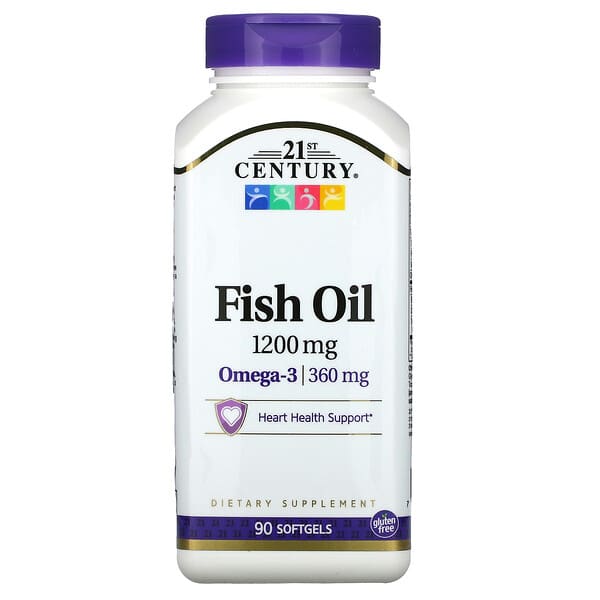 21ST
CENTURY®
Fish Oil
1200 mg
Omega-3 | 360 mg
Heart Health Support*
DIETARY SUPPLEMENT
90 SOFTGELS
gluten
free